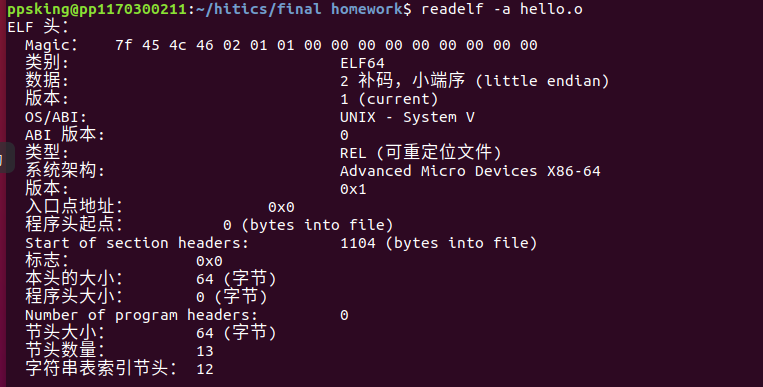 ppsking@pp1170300211:~/hitics/final homework$ readelf -a hello.o
ELF 头：
Magic： 7f 45 4c 46 02 01 01 00 00 00 00 00 00 00 00 00
类别: ELF64
数据: 2 补码，小端序 (little endian)
版本: 1 (current)
OS/ABI: UNIX - System V
ABI 版本: 0
类型: REL (可重定位文件)
系统架构: Advanced Micro Devices X86-64
版本: 0x1
入口点地址： 0x0
程序头起点： 0 (bytes into file)
Start of section headers: 1104 (bytes into file)
标志： 0x0
本头的大小： 64 (字节)
程序头大小： 0 (字节)
Number of program headers: 0
节头大小： 64 (字节)
节头数量： 13
字符串表索引节头： 12